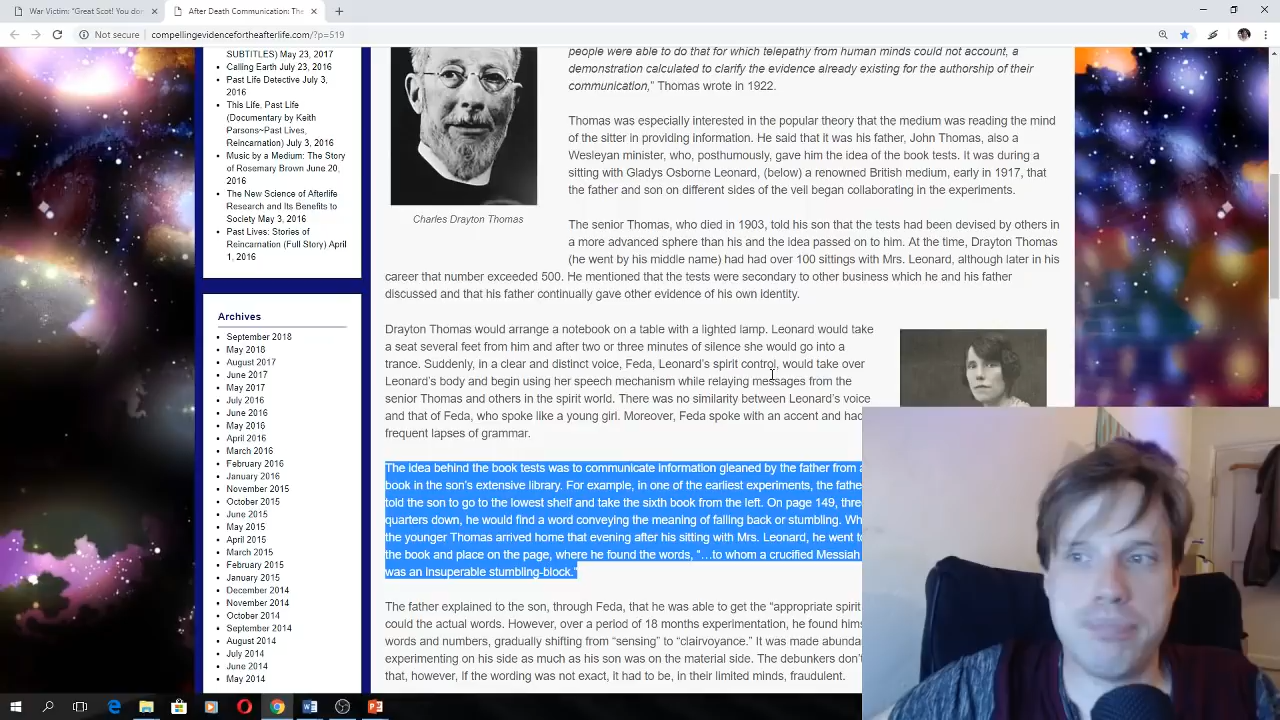 War Victim: "Great Scot! You don
After Death Communication: The
Not secure | compellingevidencefortheafterlife.com/?p=519
SUBTITLES) May 23, 2017
Calling Earth July 23, 2016
Past Life Detective July 3,
2016
This Life, Past Life
(Documentary by Keith
Parsons~Past Lives,
Reincarnation) July 3, 2016
Music by a Medium: The Story
of Rosemary Brown June 20,
2016
The New Science of Afterlife
Research and Its Benefits to
Society May 3, 2016
Past Lives: Stories of
Reincarnation (Full Story) April
1, 2016
Archives
September 2018
May 2018
August 2017
June 2017
May 2017
July 2016
June 2016
May 2016
April 2016
March 2016
February 2016
January 2016
November 2015
October 2015
June 2015
May 2015
April 2015
March 2015
February 2015
January 2015
December 2014
November 2014
October 2014
September 2014
August 2014
July 2014
June 2014
May 2014
people were able to do that for which telepathy from human minds could not account, a
demonstration calculated to clarify the evidence already existing for the authorship of their
communication," Thomas wrote in 1922.
Thomas was especially interested in the popular theory that the medium was reading the mind
of the sitter in providing information. He said that it was his father, John Thomas, also a
Wesleyan minister, who, posthumously, gave him the idea of the book tests. It was during a
sitting with Gladys Osborne Leonard, (below) a renowned British medium, early in 1917, that
the father and son on different sides of the veil began collaborating in the experiments.
Charles Drayton Thomas
The senior Thomas, who died in 1903, told his son that the tests had been devised by others in
a more advanced sphere than his and the idea passed on to him. At the time, Drayton Thomas
(he went by his middle name) had had over 100 sittings with Mrs. Leonard, although later in his
career that number exceeded 500. He mentioned that the tests were secondary to other business which he and his father
discussed and that his father continually gave other evidence of his own identity.
Drayton Thomas would arrange a notebook on a table with a lighted lamp. Leonard would take
a seat several feet from him and after two or three minutes of silence she would go into a
trance. Suddenly, in a clear and distinct voice, Feda, Leonard's spirit control, would take over
Leonard's body and begin using her speech mechanism while relaying messages from the
senior Thomas and others in the spirit world. There was no similarity between Leonard's voice
and that of Feda, who spoke like a young girl. Moreover, Feda spoke with an accent and had
frequent lapses of grammar.
The idea behind the book tests was to communicate information gleaned by the father from a
book in the son's extensive library. For example, in one of the earliest experiments, the fathe
told the son to go to the lowest shelf and take the sixth book from the left. On page 149, thre
quarters down, he would find a word conveying the meaning of falling back or stumbling. Wh
the younger Thomas arrived home that evening after his sitting with Mrs. Leonard, he went to
the book and place on the page, where he found the words, "…to whom a crucified Messiah
was an insuperable stumbling-block."
The father explained to the son, through Feda, that he was able to get the "appropriate spirit
could the actual words. However, over a period of 18 months experimentation, he found hims
words and numbers, gradually shifting from "sensing" to "clairvoyance." It was made abunda
experimenting on his side as much as his son was on the material side. The debunkers don'
that, however, If the wording was not exact, it had to be, in their limited minds, fraudulent.